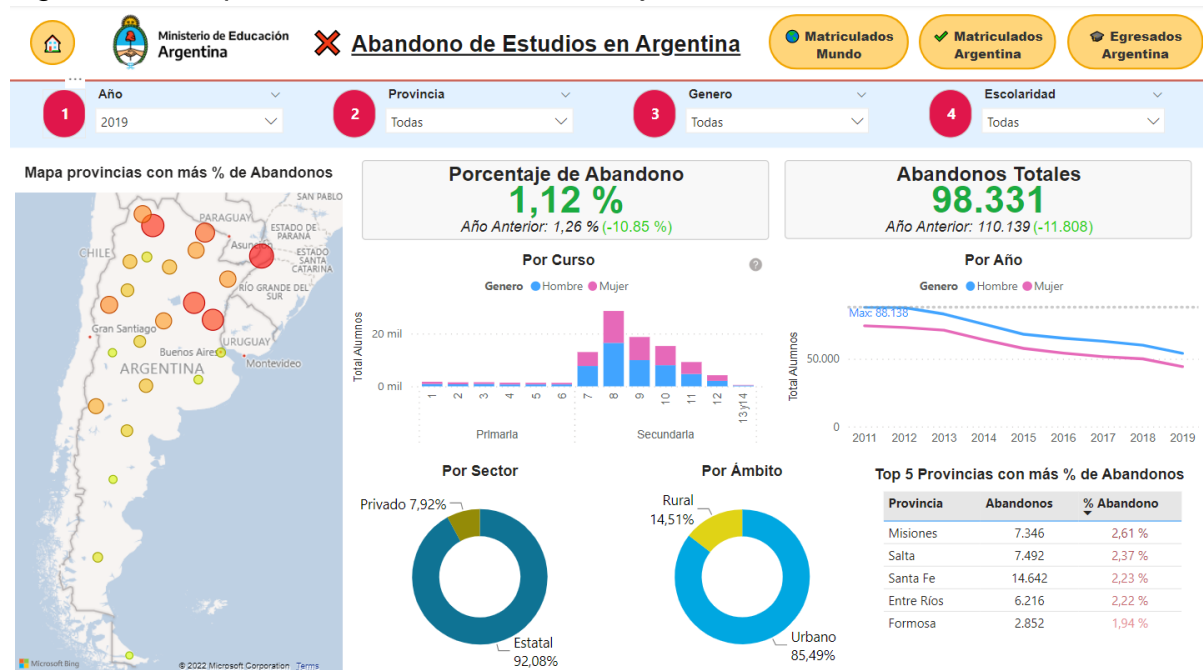 Ministerio de Educación
Argentina
Abandono de Estudios en Argentina
Matriculados
Mundo
Matriculados
Argentina
Egresados
Argentina
...
1
Año
2019
2
Provincia
Todas
3
Genero
Todas
4
Escolaridad
Todas
Mapa provincias con más % de Abandonos
SAN PABLO
PARAGUAY
ESTADO DE
PARANÁ
CHILE
ESTADO
SANTA
CATARINA
RÍO GRANDE DEL
SUR
Gran Santiago
URUGUAY
Buenos Aires
Montevideo
ARGENTINA
Microsoft Bing
© 2022 Microsoft Corporation Terms
Porcentaje de Abandono
1,12 %
Año Anterior: 1,26 % (-10.85 %)
Abandonos Totales
98.331
Año Anterior: 110.139 (-11.808)
Por Curso
?
Genero Hombre Mujer
Total Alumnos
20 mil
0 mil
1 2 3 4 5 6 7 8 9 10 11 12 13y14
Primaria Secundaria
Por Año
Genero Hombre Mujer
Max: 88.138
Total Alumnos
50.000
0
2011 2012 2013 2014 2015 2016 2017 2018 2019
Por Sector
Privado 7,92%
Estatal
92,08%
Por Ámbito
Rural
14,51%
Urbano
85,49%
Top 5 Provincias con más % de Abandonos
Provincia Abandonos % Abandono
Misiones 7.346 2,61 %
Salta 7.492 2,37 %
Santa Fe 14.642 2,23 %
Entre Ríos 6.216 2,22 %
Formosa 2.852 1,94 %